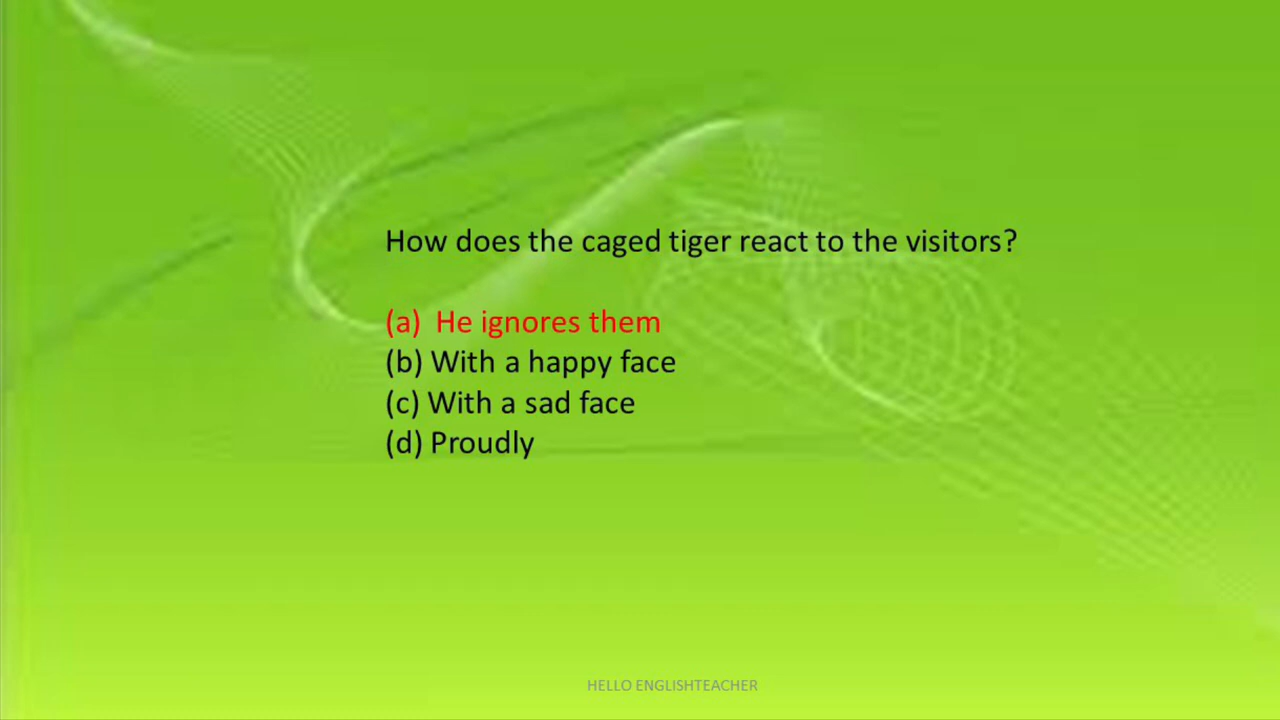 How does the caged tiger react to the visitors?
(a) He ignores them
(b) With a happy face
(c) With a sad face
(d) Proudly
HELLO ENGLISHTEACHER